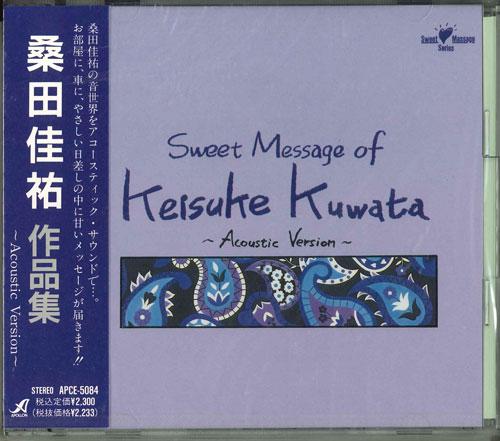 桑田佳祐 作品集
~Acoustic Version~
桑田佳祐の音世界をアコースティック・サウンドで…。
お部屋に、車に、やさしい日差しの中に甘いメッセージが届きます!!
STEREO APCE-5084
税込定価¥2,300
(税抜価格¥2,233)
APOLLON
Sweet Message
Series
Sweet Message of
Keisuke Kuwata
~ Acoustic Version ~